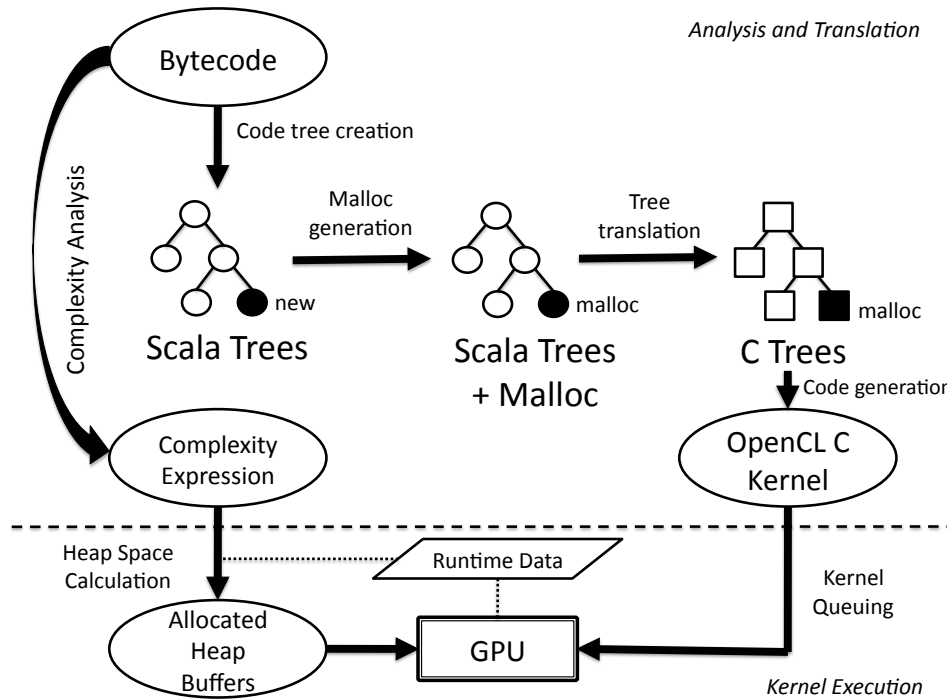 Analysis and Translation
Bytecode
Code tree creation
Complexity Analysis
Malloc
generation
Tree
translation
new
malloc
malloc
Scala Trees
Scala Trees
+ Malloc
C Trees
Code generation
Complexity
Expression
OpenCL C
Kernel
Heap Space
Calculation
Runtime Data
Kernel
Queuing
Allocated
Heap
Buffers
GPU
Kernel Execution